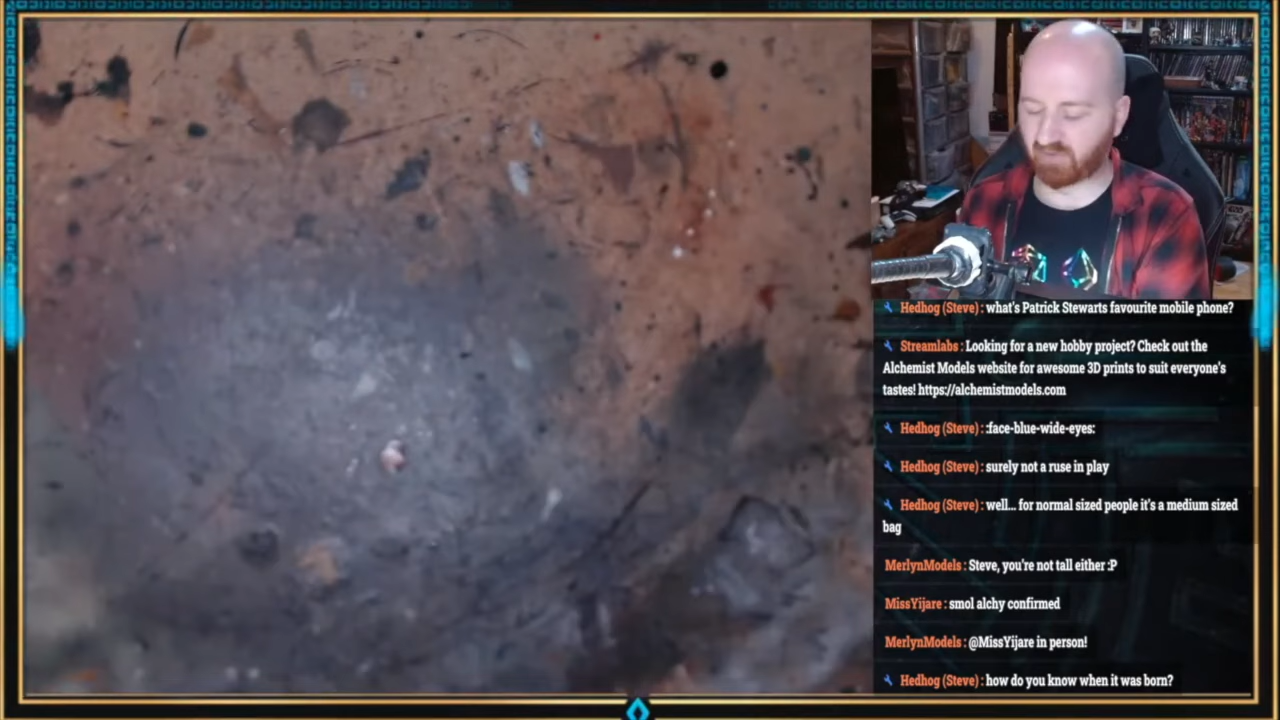 Hedhog (Steve) : what's Patrick Stewarts favourite mobile phone?
Streamlabs : Looking for a new hobby project? Check out the
Alchemist Models website for awesome 3D prints to suit everyone's
tastes! https://alchemistmodels.com
Hedhog (Steve) : :face-blue-wide-eyes:
Hedhog (Steve) : surely not a ruse in play
Hedhog (Steve) : well... for normal sized people it's a medium sized
bag
MerlynModels : Steve, you're not tall either :P
MissYijare : smol alchy confirmed
MerlynModels : @MissYijare in person!
Hedhog (Steve) : how do you know when it was born?